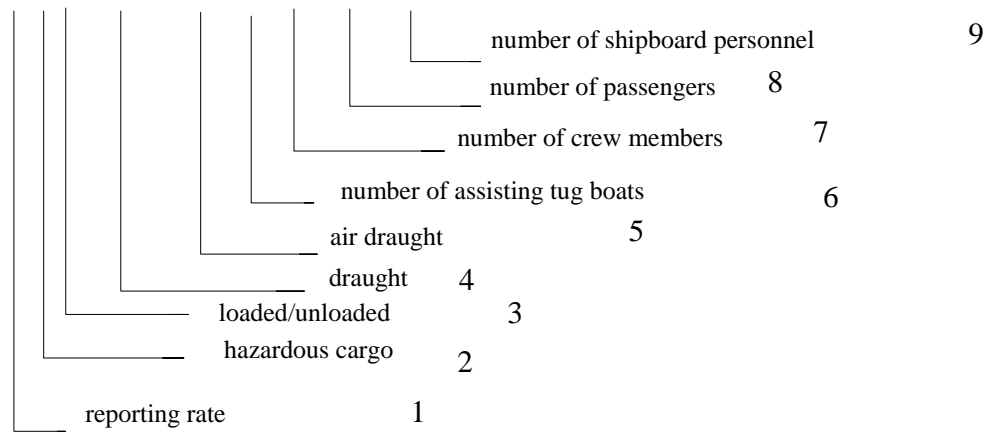 number of shipboard personnel 9
number of passengers 8
number of crew members 7
number of assisting tug boats 6
air draught 5
draught 4
loaded/unloaded 3
hazardous cargo 2
reporting rate 1